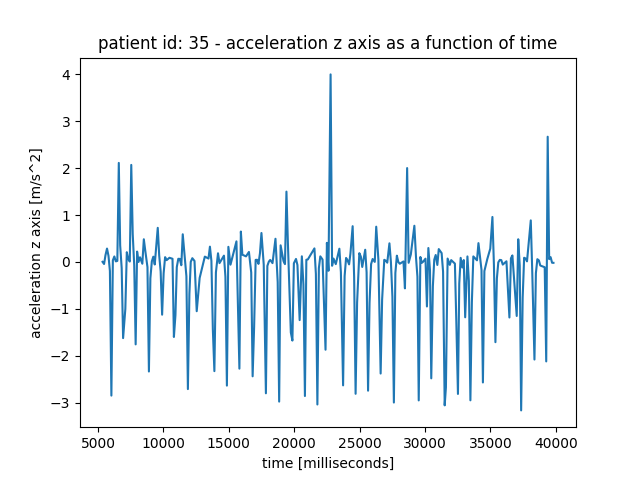 patient id: 35 - acceleration z axis as a function of time
4
3
2
1
0
−1
−2
−3
acceleration z axis [m/s^2]
5000 10000 15000 20000 25000 30000 35000 40000
time [milliseconds]